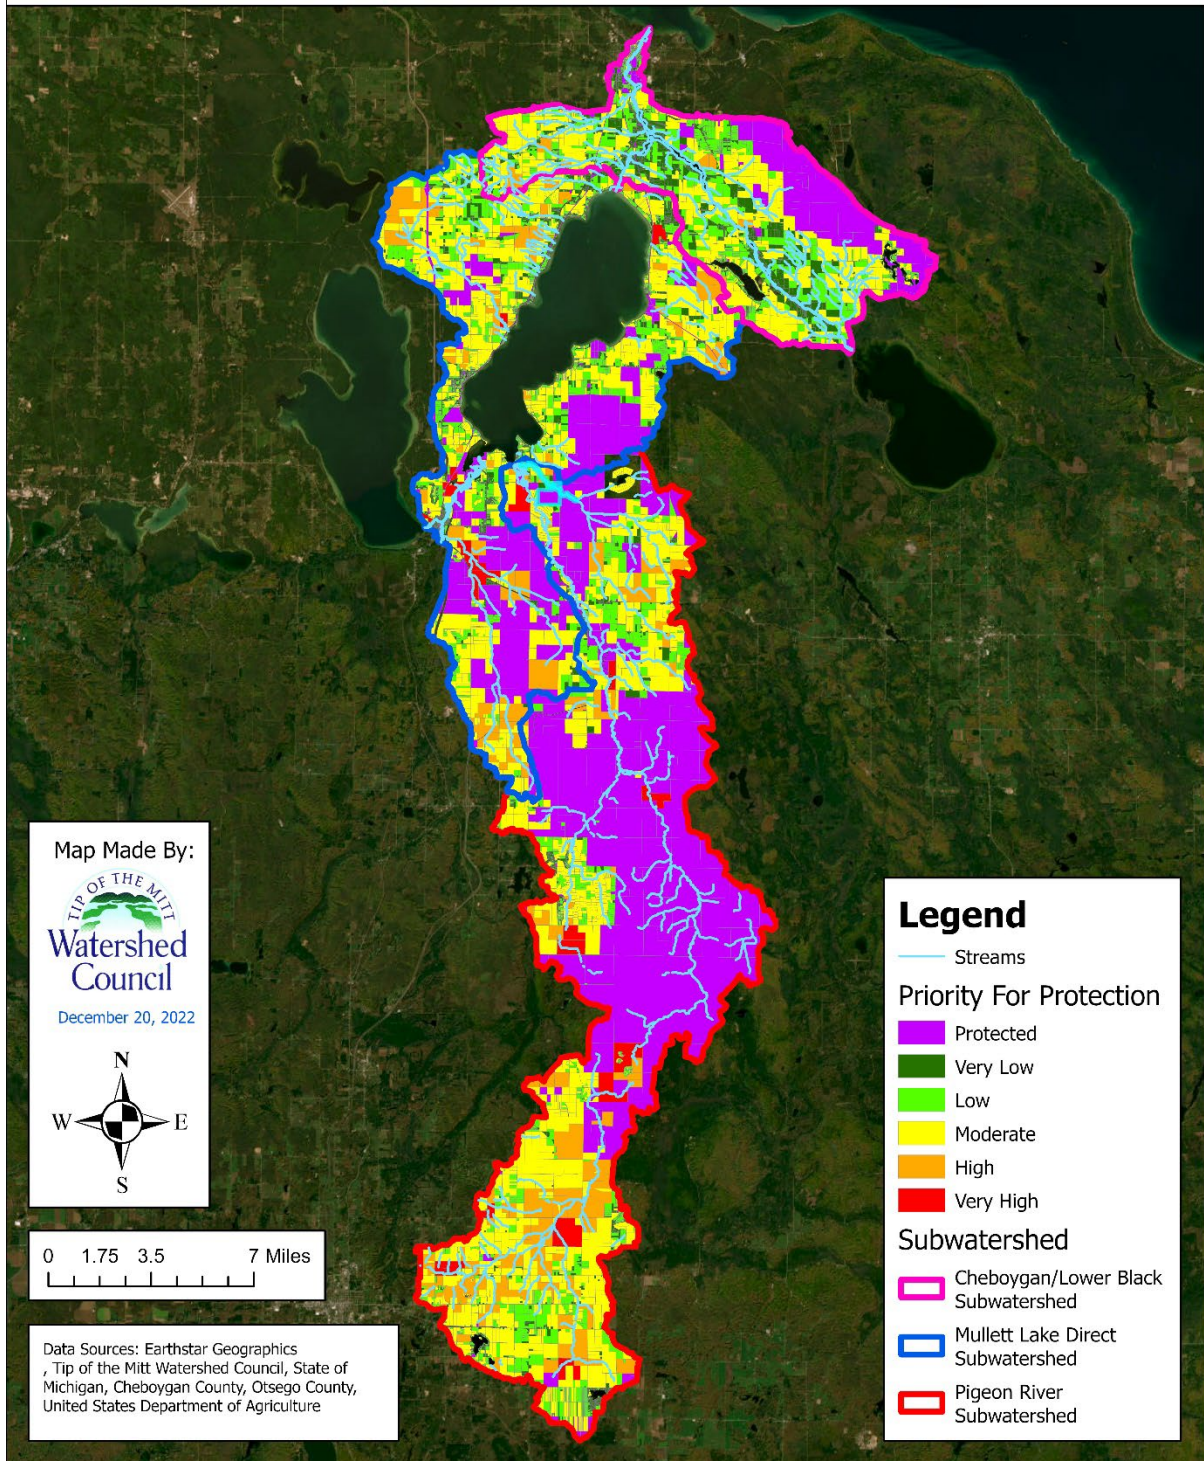 Map Made By:
TIP OF THE MITT
Watershed
Council
December 20, 2022
N
W E
S
0 1.75 3.5 7 Miles
Data Sources: Earthstar Geographics
, Tip of the Mitt Watershed Council, State of
Michigan, Cheboygan County, Otsego County,
United States Department of Agriculture
Legend
Streams
Priority For Protection
Protected
Very Low
Low
Moderate
High
Very High
Subwatershed
Cheboygan/Lower Black
Subwatershed
Mullett Lake Direct
Subwatershed
Pigeon River
Subwatershed